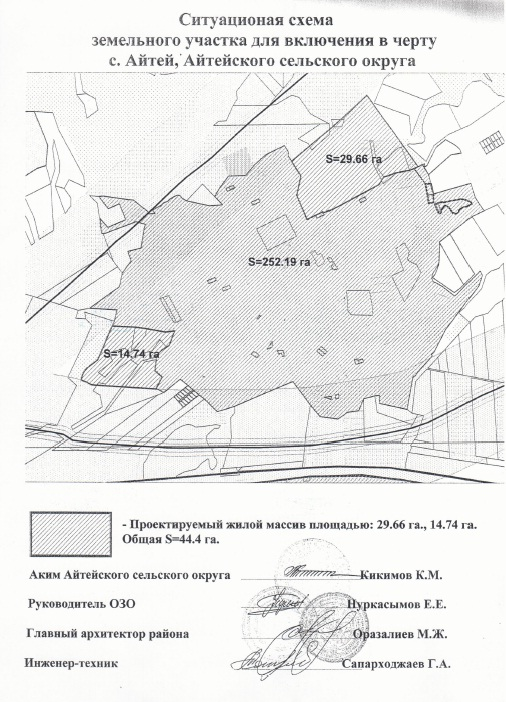 Ситуационая схема
земельного участка для включения в черту
с. Айтей, Айтейского сельского округа
S=29.66 га
S=252.19 га
S=14.74 га
- Проектируемый жилой массив площадью: 29.66 га., 14.74 га.
Общая S=44.4 га.
Аким Айтейского сельского округа Кикимов К.М.
Руководитель ОЗО Нуркасымов Е.Е.
Главный архитектор района Оразалиев М.Ж.
Инженер-техник Сапарходжаев Г.А.